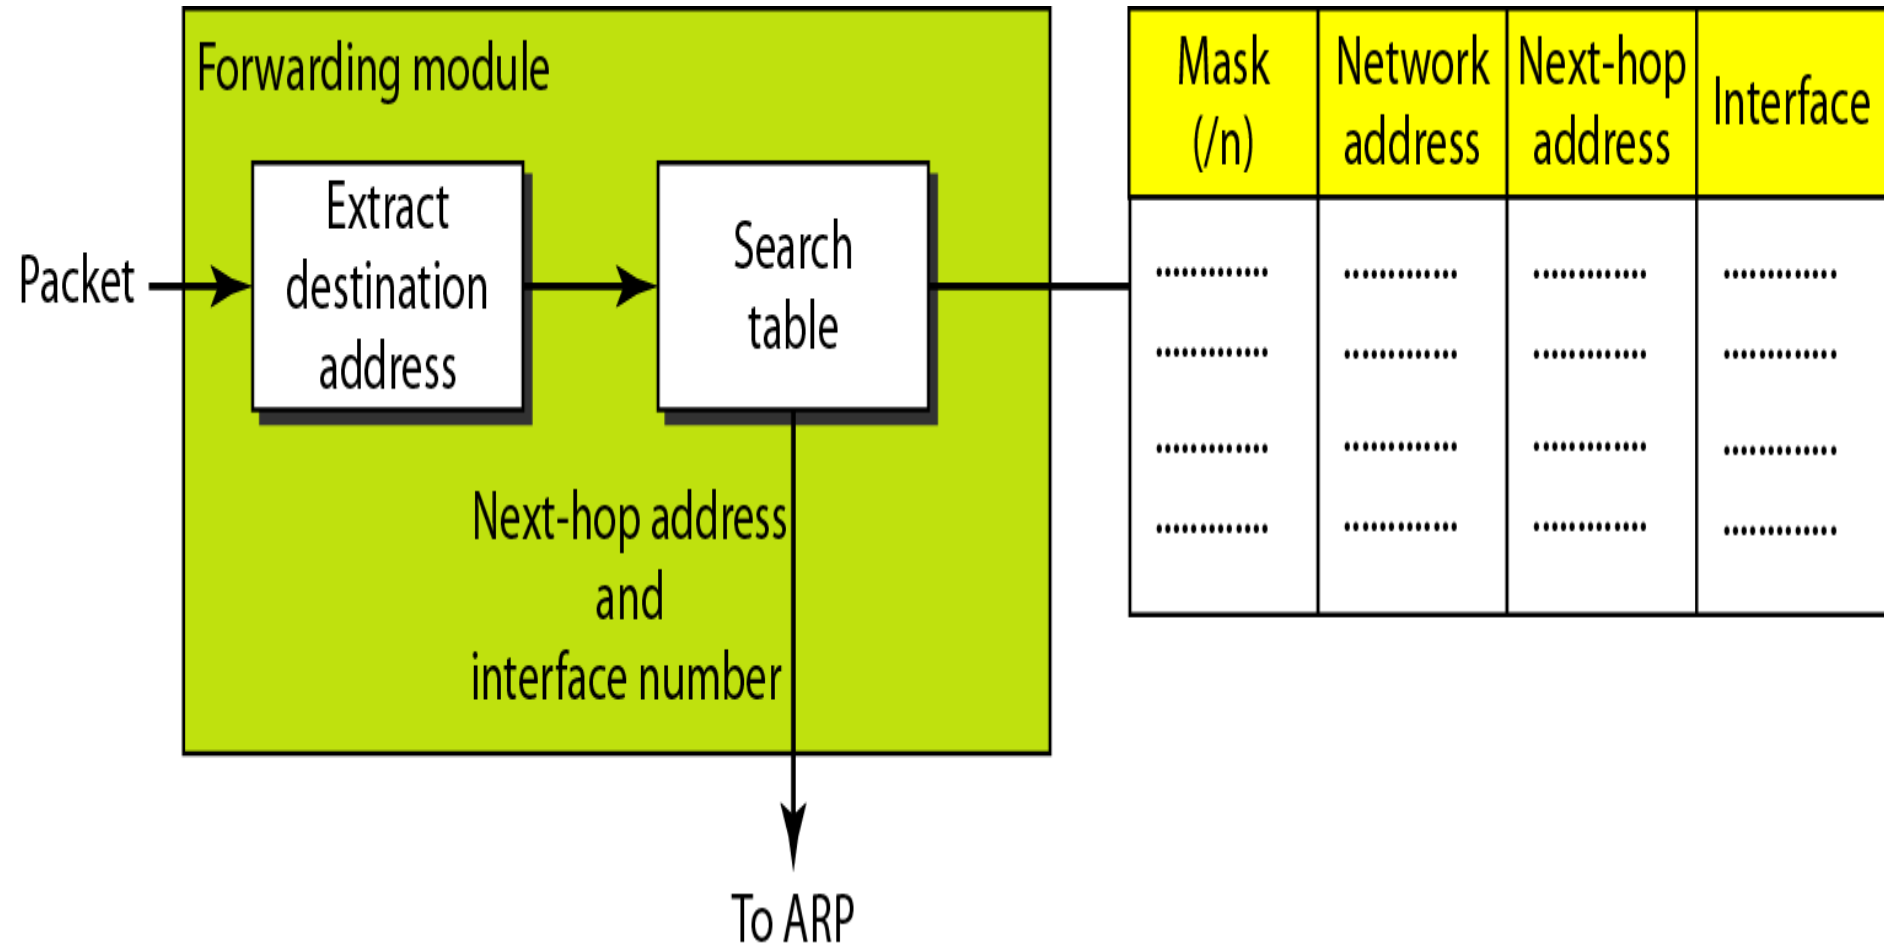 Forwarding module
Packet
Extract
destination
address
Search
table
Next-hop address
and
interface number
To ARP
Mask
(/n)
Network
address
Next-hop
address
Interface